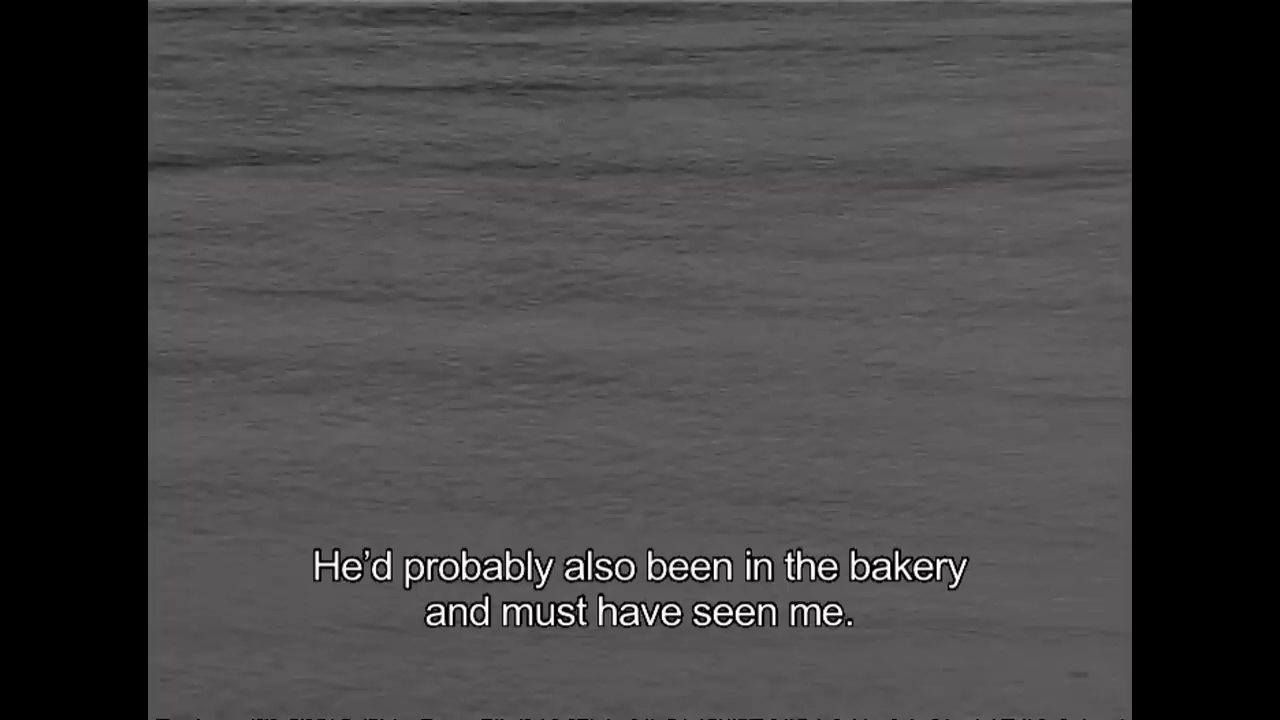 He’d probably also been in the bakery
and must have seen me.